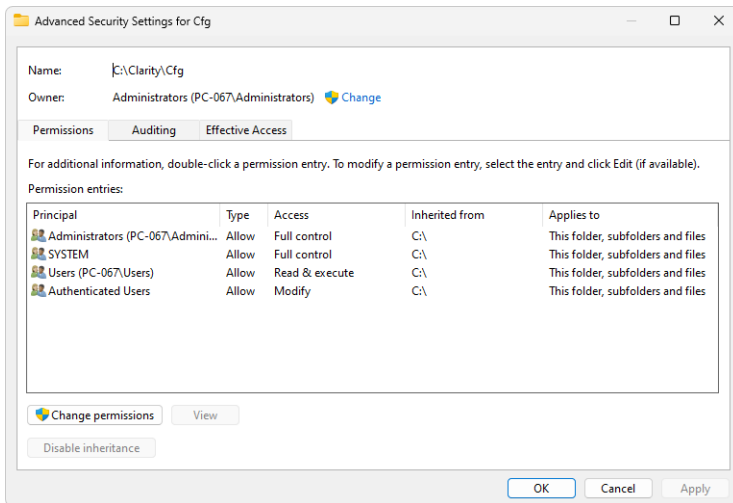 Advanced Security Settings for Cfg
Name: C:\Clarity\Cfg
Owner: Administrators (PC-067\Administrators) Change
Permissions Auditing Effective Access
For additional information, double-click a permission entry. To modify a permission entry, select the entry and click Edit (if available).
Permission entries:
Principal Type Access Inherited from Applies to
Administrators (PC-067\Admini... Allow Full control C:\ This folder, subfolders and files
SYSTEM Allow Full control C:\ This folder, subfolders and files
Users (PC-067\Users) Allow Read & execute C:\ This folder, subfolders and files
Authenticated Users Allow Modify C:\ This folder, subfolders and files
Change permissions View
Disable inheritance
OK Cancel Apply